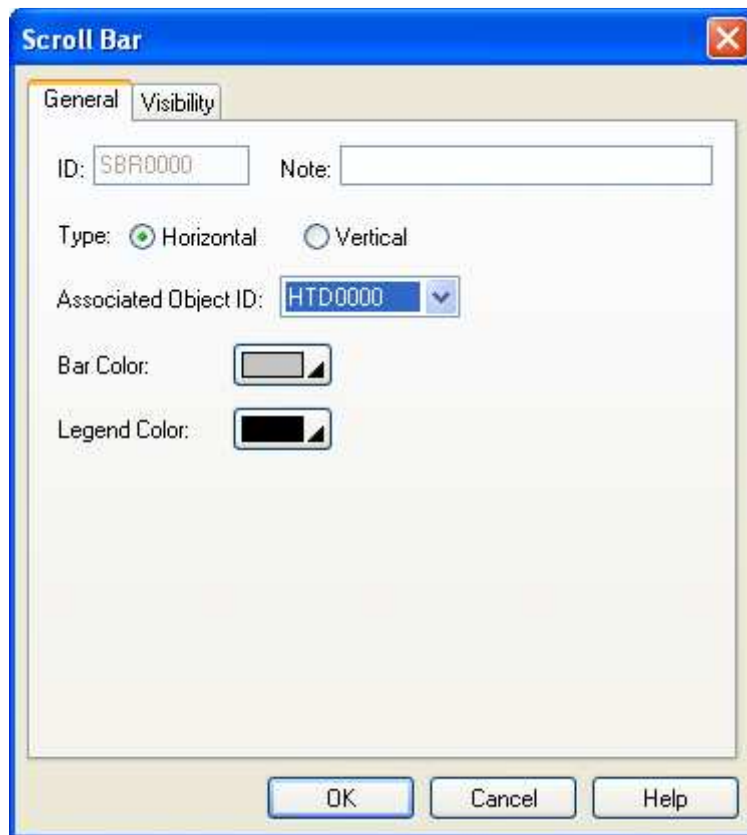 Scroll Bar
General Visibility
ID: SBR0000 Note:
Type: Horizontal Vertical
Associated Object ID: HTD0000
Bar Color:
Legend Color:
OK Cancel Help